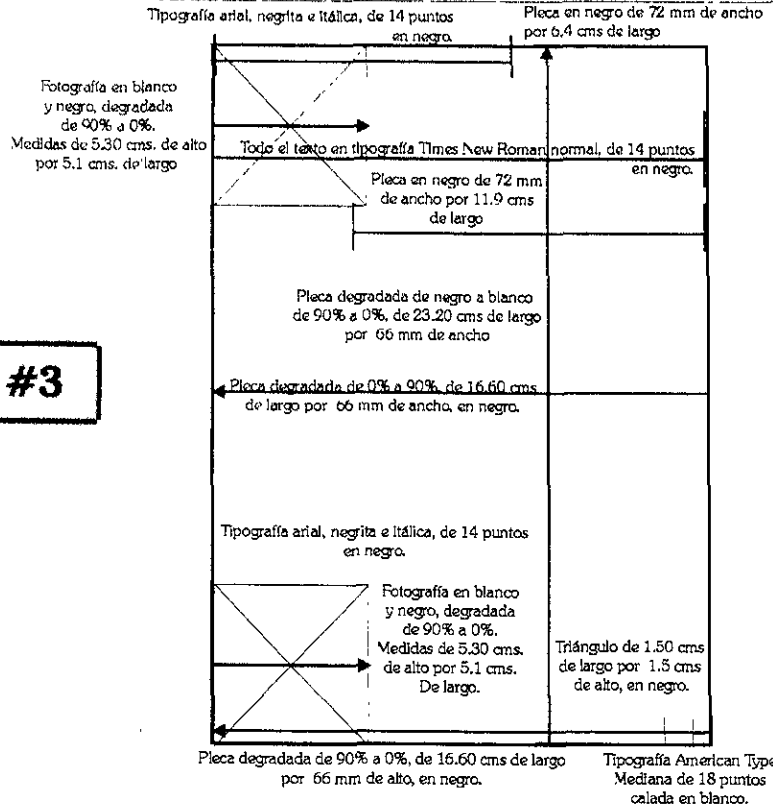 Tipografía arial, negrita e itálica, de 14 puntos
en negro.
Pleca en negro de 72 mm de ancho
por 6.4 cms de largo
Fotografía en blanco
y negro, degradada
de 90% a 0%.
Medidas de 5.30 cms. de alto
por 5.1 cms. de largo
Todo el texto en tipografía Times New Roman normal, de 14 puntos
en negro.
Pleca en negro de 72 mm
de ancho por 11.9 cms
de largo
Pleca degradada de negro a blanco
de 90% a 0%, de 23.20 cms de largo
por 66 mm de ancho
#3
Pleca degradada de 0% a 90%, de 16.60 cms
de largo por 66 mm de ancho, en negro.
Tipografía arial, negrita e itálica, de 14 puntos
en negro.
Fotografía en blanco
y negro, degradada
de 90% a 0%.
Medidas de 5.30 cms.
de alto por 5.1 cms.
De largo.
Triángulo de 1.50 cms
de largo por 1.5 cms
de alto, en negro.
Pleca degradada de 90% a 0%, de 16.60 cms de largo
por 66 mm de alto, en negro.
Tipografía American Type
Mediana de 18 puntos
calada en blanco.